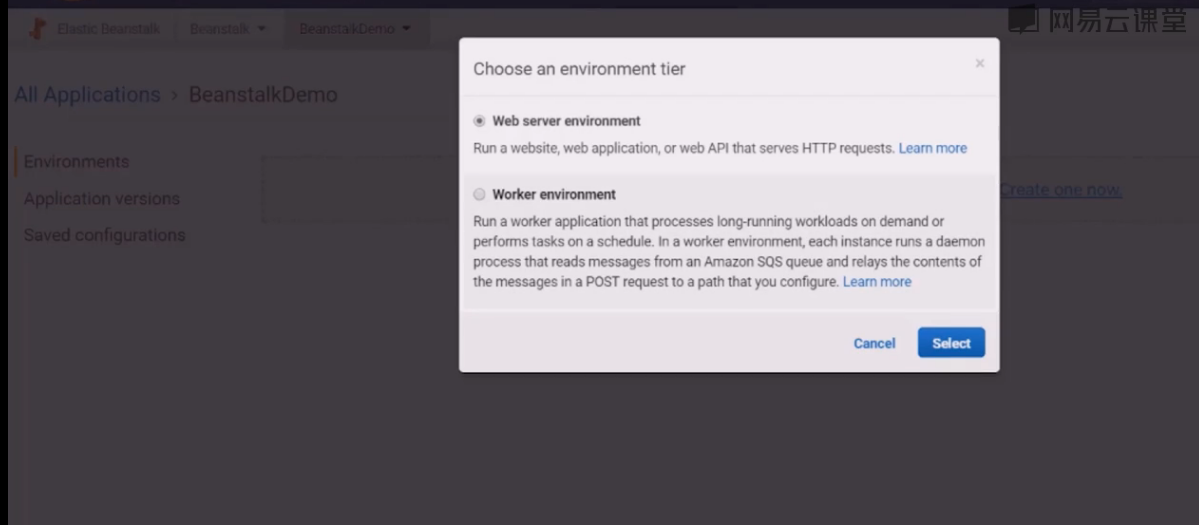 网易云课堂
Elastic Beanstalk
Beanstalk
BeanstalkDemo
All Applications › BeanstalkDemo
Environments
Application versions
Saved configurations
Create one now.
Choose an environment tier
×
Web server environment
Run a website, web application, or web API that serves HTTP requests. Learn more
Worker environment
Run a worker application that processes long-running workloads on demand or
performs tasks on a schedule. In a worker environment, each instance runs a daemon
process that reads messages from an Amazon SQS queue and relays the contents of
the messages in a POST request to a path that you configure. Learn more
Cancel
Select